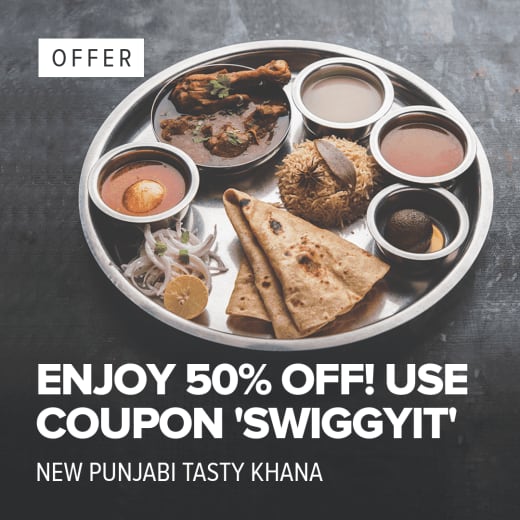 OFFER
ENJOY 50% OFF! USE
COUPON 'SWIGGYIT'
NEW PUNJABI TASTY KHANA